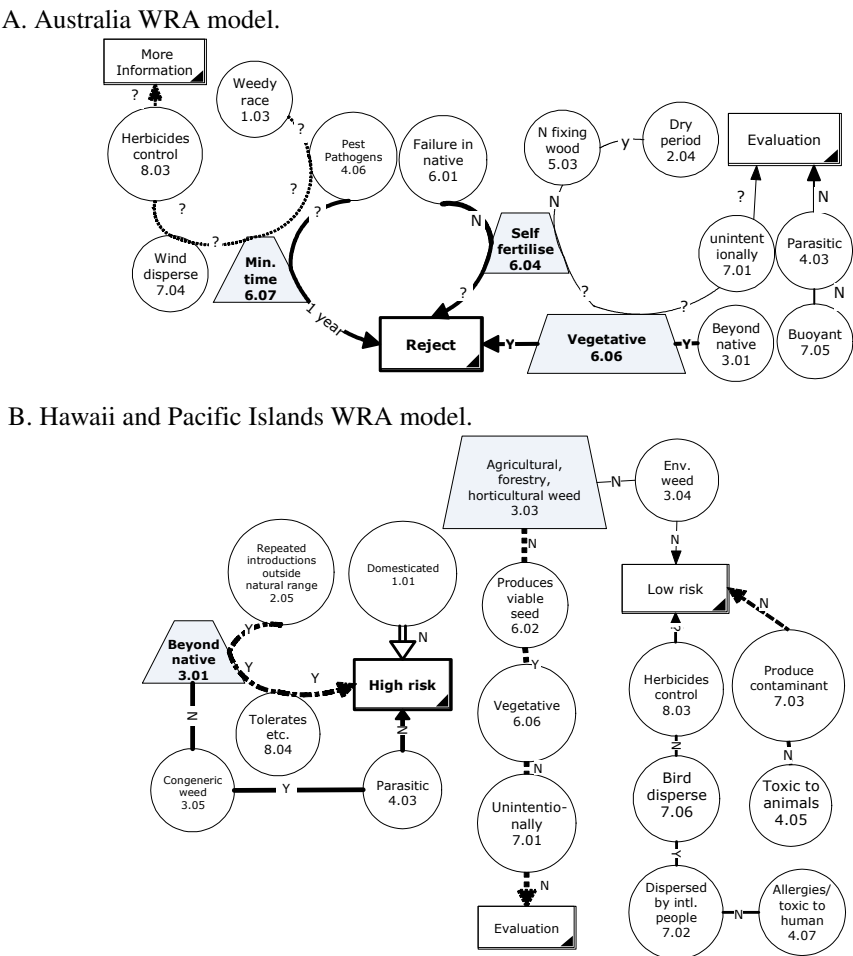 A. Australia WRA model.
More
Information
?
Weedy
race
1.03
?
Herbicides
control
8.03
?
Pest
Pathogens
4.06
?
?
Failure in
native
6.01
N
N fixing
wood
5.03
y
Dry
period
2.04
N
Evaluation
?
N
Wind
disperse
7.04
?
Min.
time
6.07
1 year
Self
fertilise
6.04
?
?
unintent
ionally
7.01
?
Parasitic
4.03
N
Reject
Y
Vegetative
6.06
Y
Beyond
native
3.01
Buoyant
7.05
B. Hawaii and Pacific Islands WRA model.
Agricultural,
forestry,
horticultural weed
3.03
N
Env.
weed
3.04
N
N
Repeated
introductions
outside
natural range
2.05
Y
Domesticated
1.01
N
Produces
viable
seed
6.02
Y
Low risk
N
?
Beyond
native
3.01
Y
Y
High risk
N
N
Tolerates
etc.
8.04
Vegetative
6.06
N
Herbicides
control
8.03
N
Produce
contaminant
7.03
N
Congeneric
weed
3.05
Y
Parasitic
4.03
Unintentio-
nally
7.01
N
Bird
disperse
7.06
Y
Toxic to
animals
4.05
Evaluation
Dispersed
by intl.
people
7.02
N
Allergies/
toxic to
human
4.07